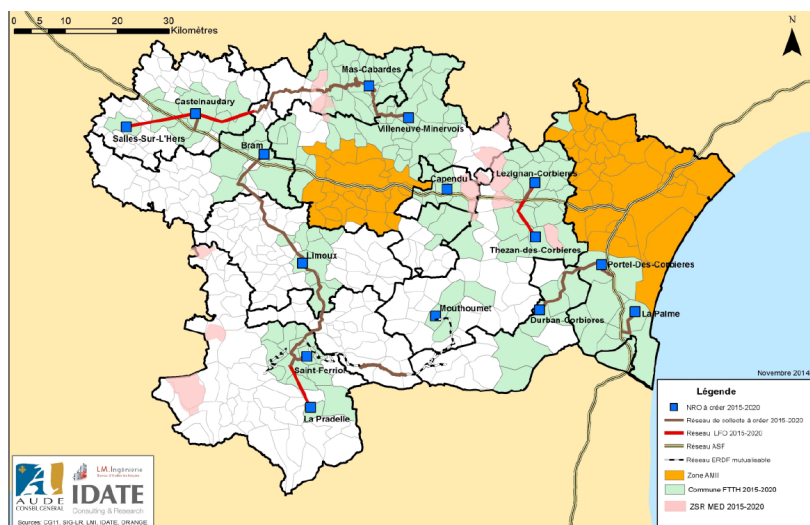 0 5 10 20 30
Kilomètres
N
Mas-Cabardes
Castelnaudary
Villeneuve-Minervois
Salles-Sur-L'Hers
Bram
Capendu
Lezignan-Corbieres
Thezan-des-Corbieres
Limoux
Portel-Des-Corbieres
Mouthoumet
La Palme
Durban-Corbieres
Saint-Ferriol
La Pradelle
Novembre 2014
Légende
NRO à créer 2015-2020
Réseau de collecte à créer 2015-2020
Réseau LFO 2015-2020
Réseau ASF
Réseau ERDF mutualisable
Zone AMII
Commune FTTH 2015-2020
ZSR MED 2015-2020
AUDE
CONSEIL GENERAL
LM.Ingénierie
IDATE
Consulting & Research
Sources: CG11, SIG-LR, LMI, IDATE, ORANGE